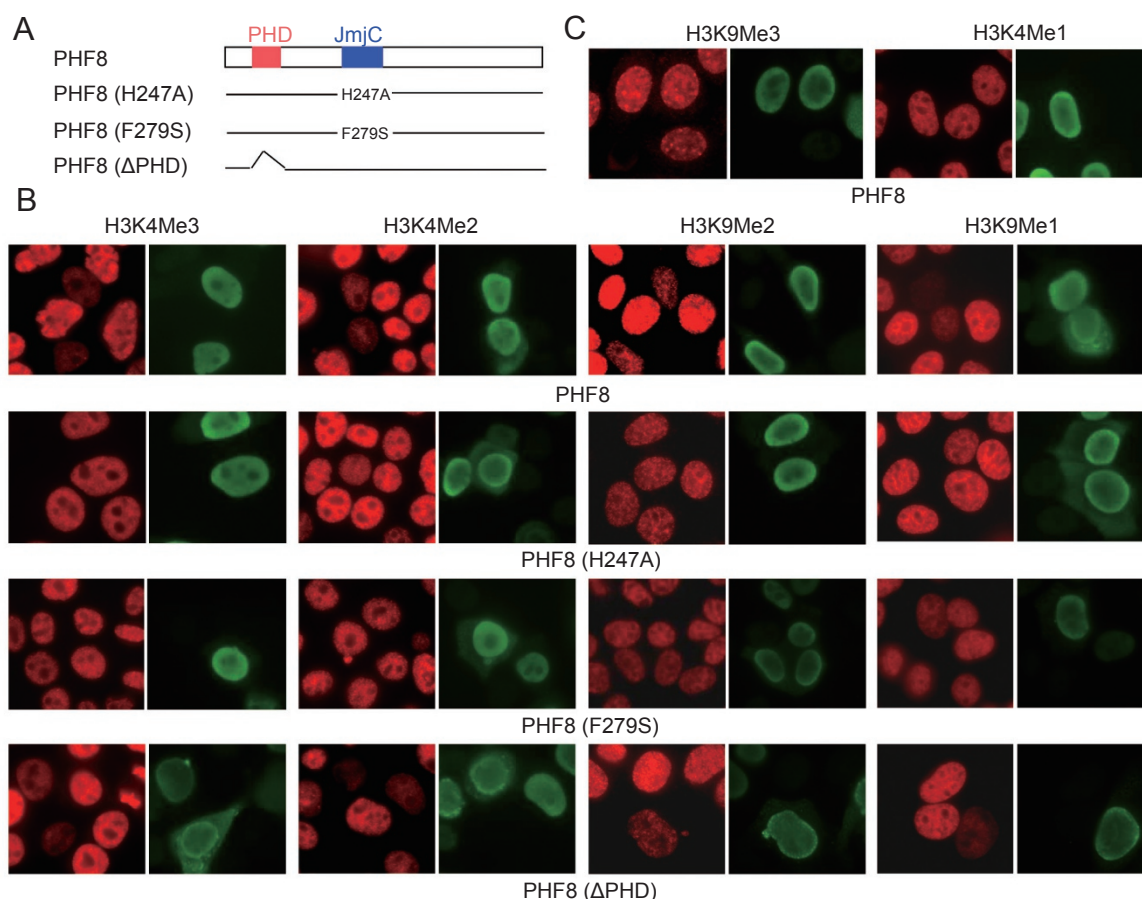 A
PHD JmjC
PHF8
PHF8 (H247A) H247A
PHF8 (F279S) F279S
PHF8 (ΔPHD)
C
H3K9Me3 H3K4Me1
PHF8
B
H3K4Me3 H3K4Me2 H3K9Me2 H3K9Me1
PHF8
PHF8 (H247A)
PHF8 (F279S)
PHF8 (ΔPHD)